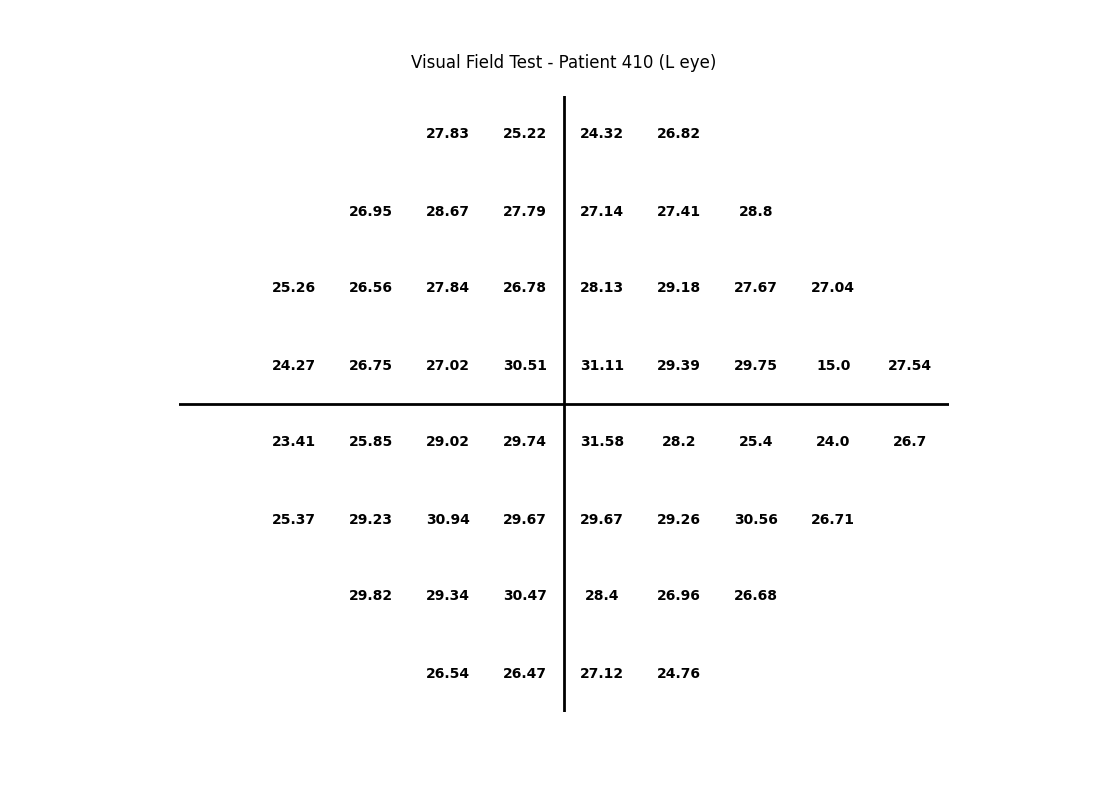 Visual Field Test - Patient 410 (L eye)
27.83 25.22 24.32 26.82
26.95 28.67 27.79 27.14 27.41 28.8
25.26 26.56 27.84 26.78 28.13 29.18 27.67 27.04
24.27 26.75 27.02 30.51 31.11 29.39 29.75 15.0 27.54
23.41 25.85 29.02 29.74 31.58 28.2 25.4 24.0 26.7
25.37 29.23 30.94 29.67 29.67 29.26 30.56 26.71
29.82 29.34 30.47 28.4 26.96 26.68
26.54 26.47 27.12 24.76